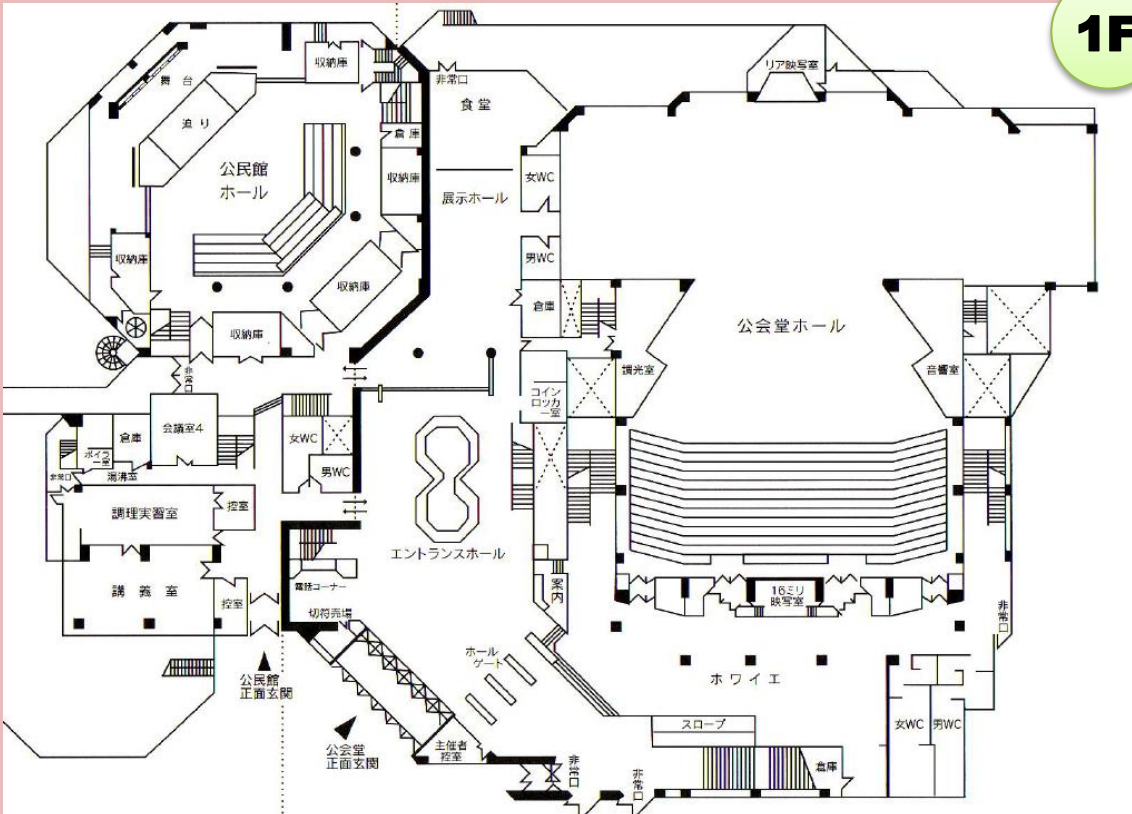 1F
リア映写室
収納庫
非常口
食堂
舞台
迫り
倉庫
公民館
ホール
収納庫
女WC
展示ホール
収納庫
男WC
収納庫
倉庫
収納庫
公会堂ホール
調光室
音響室
非常口
コイン
ロッカ
ー室
会議室4
倉庫
女WC
ボイラ
ー室
男WC
非常口
湯沸室
控室
調理実習室
エントランスホール
電話コーナー
案内
16ミリ
映写室
講義室
控室
切符売場
非常口
ホール
ゲート
公民館
正面玄関
ホワイエ
スロープ
女WC
男WC
公会堂
正面玄関
主催者
控室
非常口
非常口
倉庫